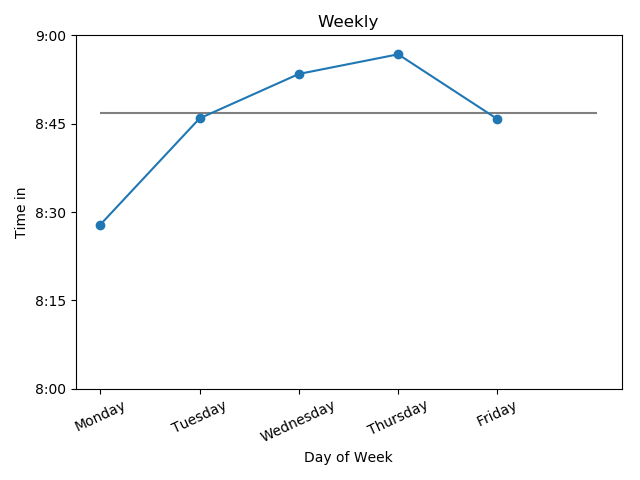 Weekly
9:00
8:45
8:30
8:15
8:00
Time in
Monday
Tuesday
Wednesday
Thursday
Friday
Day of Week